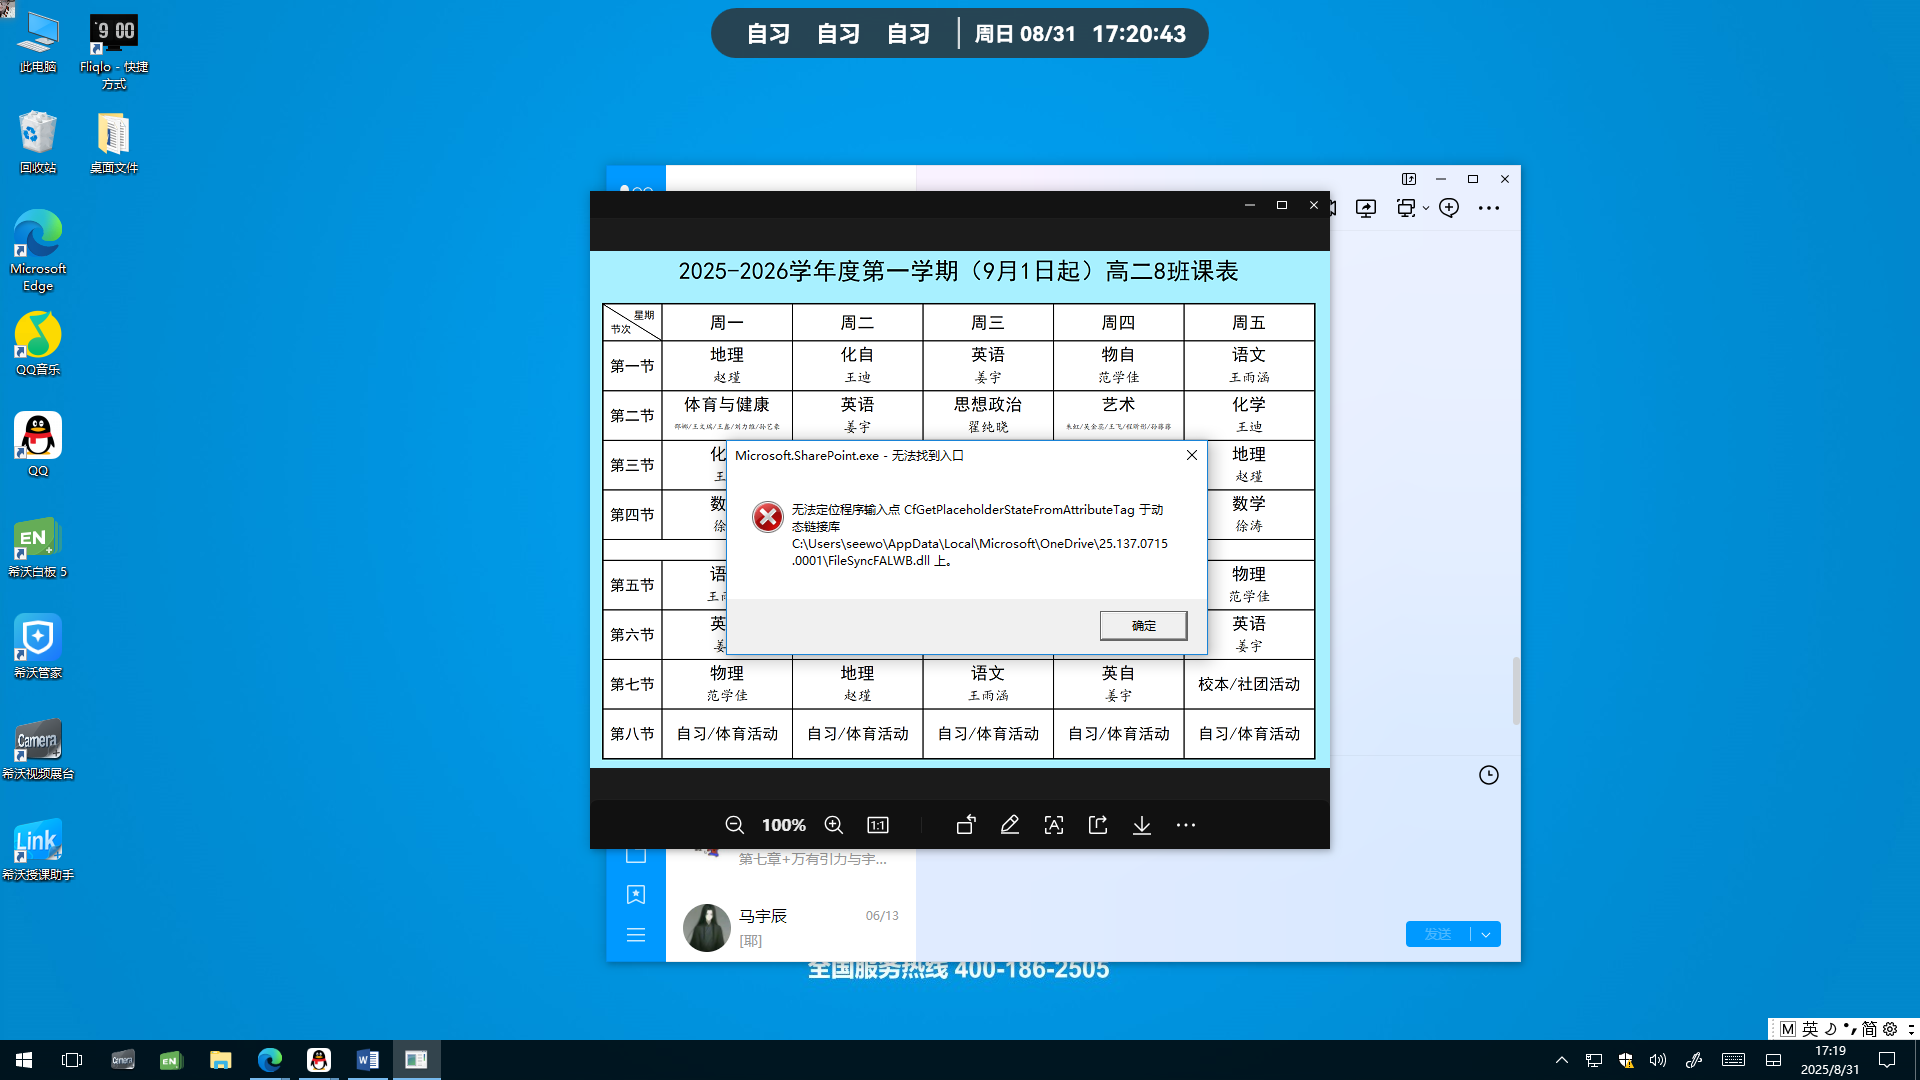 自习 自习 自习 周日 08/31 17:20:43
此电脑
Fliqlo - 快捷方式
回收站
桌面文件
Microsoft Edge
QQ音乐
QQ
EN
希沃白板 5
希沃管家
Camera
希沃视频展台
Link
希沃授课助手
2025-2026学年度第一学期（9月1日起）高二8班课表
星期
节次
周一 周二 周三 周四 周五
第一节 地理 化自 英语 物自 语文
赵瑾 王迪 姜宇 范学佳 王雨涵
第二节 体育与健康 英语 思想政治 艺术 化学
姜宇 翟纯晓 王迪
第三节 化 地理
王 赵瑾
第四节 数 数学
徐 徐涛
第五节 语 物理
王雨 范学佳
第六节 英 英语
姜 姜宇
第七节 物理 地理 语文 英自 校本/社团活动
范学佳 赵瑾 王雨涵 姜宇
第八节 自习/体育活动 自习/体育活动 自习/体育活动 自习/体育活动 自习/体育活动
Microsoft.SharePoint.exe - 无法找到入口
无法定位程序输入点 CfGetPlaceholderStateFromAttributeTag 于动
态链接库
C:\Users\seewo\AppData\Local\Microsoft\OneDrive\25.137.0715
.0001\FileSyncFALWB.dll 上。
确定
100%
1:1
第七章+万有引力与宇...
马宇辰 06/13
[耶]
发送
全国服务热线 400-186-2505
M 英 简
17:19
2025/8/31